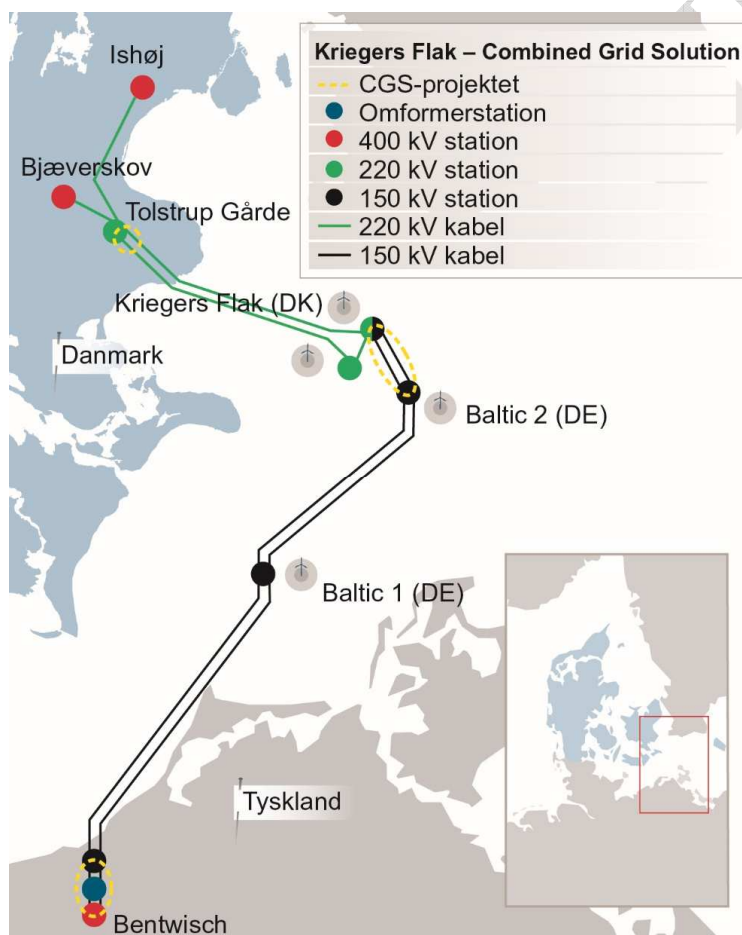 Ishøj
Bjæverskov
Tolstrup Gårde
Kriegers Flak (DK)
Danmark
Baltic 2 (DE)
Baltic 1 (DE)
Tyskland
Bentwisch
Kriegers Flak – Combined Grid Solution
CGS-projektet
Omformerstation
400 kV station
220 kV station
150 kV station
220 kV kabel
150 kV kabel